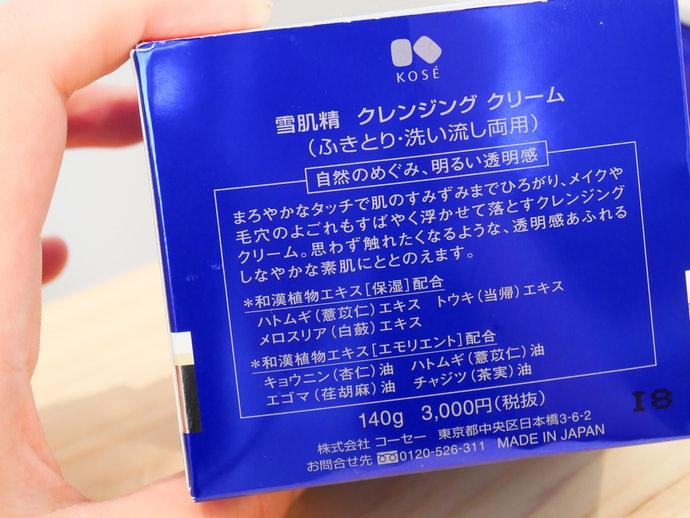 KOSÉ
雪肌精 クレンジング クリーム
(ふきとり・洗い流し両用)
自然のめぐみ、明るい透明感
まろやかなタッチで肌のすみずみまでひろがり、メイクや
毛穴のよごれもすばやく浮かせて落とすクレンジング
クリーム。思わず触れたくなるような、透明感あふれる
しなやかな素肌にととのえます。
*和漢植物エキス[保湿]配合
ハトムギ(薏苡仁)エキス トウキ(当帰)エキス
メロスリア(白蘞)エキス
*和漢植物エキス[エモリエント]配合
キョウニン(杏仁)油 ハトムギ(薏苡仁)油
エゴマ(荏胡麻)油 チャジツ(茶実)油
140g 3,000円(税抜)
株式会社 コーセー 東京都中央区日本橋3-6-2
お問合せ先 0120-526-311 MADE IN JAPAN
18